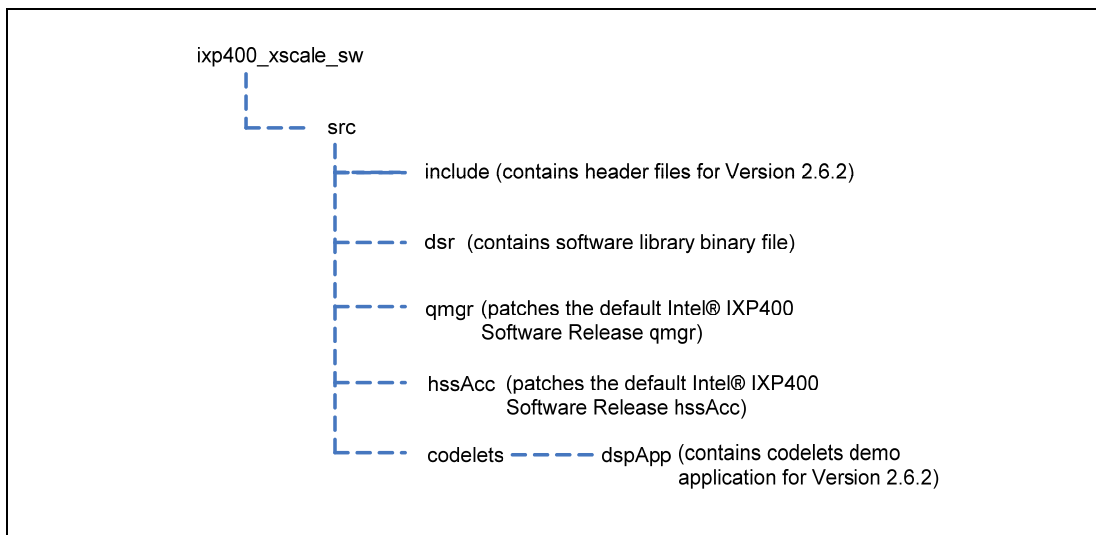 ixp400_xscale_sw
src
include (contains header files for Version 2.6.2)
dsr (contains software library binary file)
qmgr (patches the default Intel® IXP400
Software Release qmgr)
hssAcc (patches the default Intel® IXP400
Software Release hssAcc)
codelets dspApp (contains codelets demo
application for Version 2.6.2)